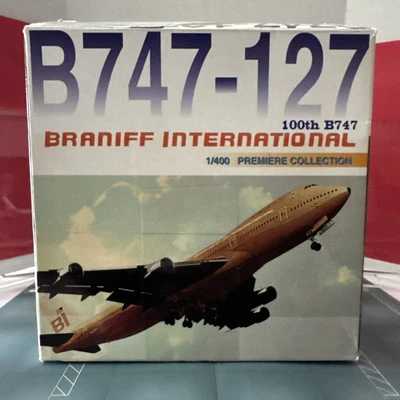 B747-127
100th B747
BRANIFF INTERNATIONAL
1/400 PREMIERE COLLECTION
BI